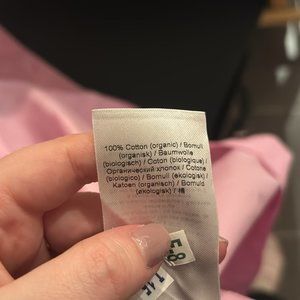 100% Cotton (organic) / Bomull
(organisk) / Baumwolle
(biologisch) / Coton (biologique) /
Органический хлопок / Cotone
(biologico) / Bomull (ekologisk) /
Katoen (organisch) / Bomuld
(økologisk) / 棉